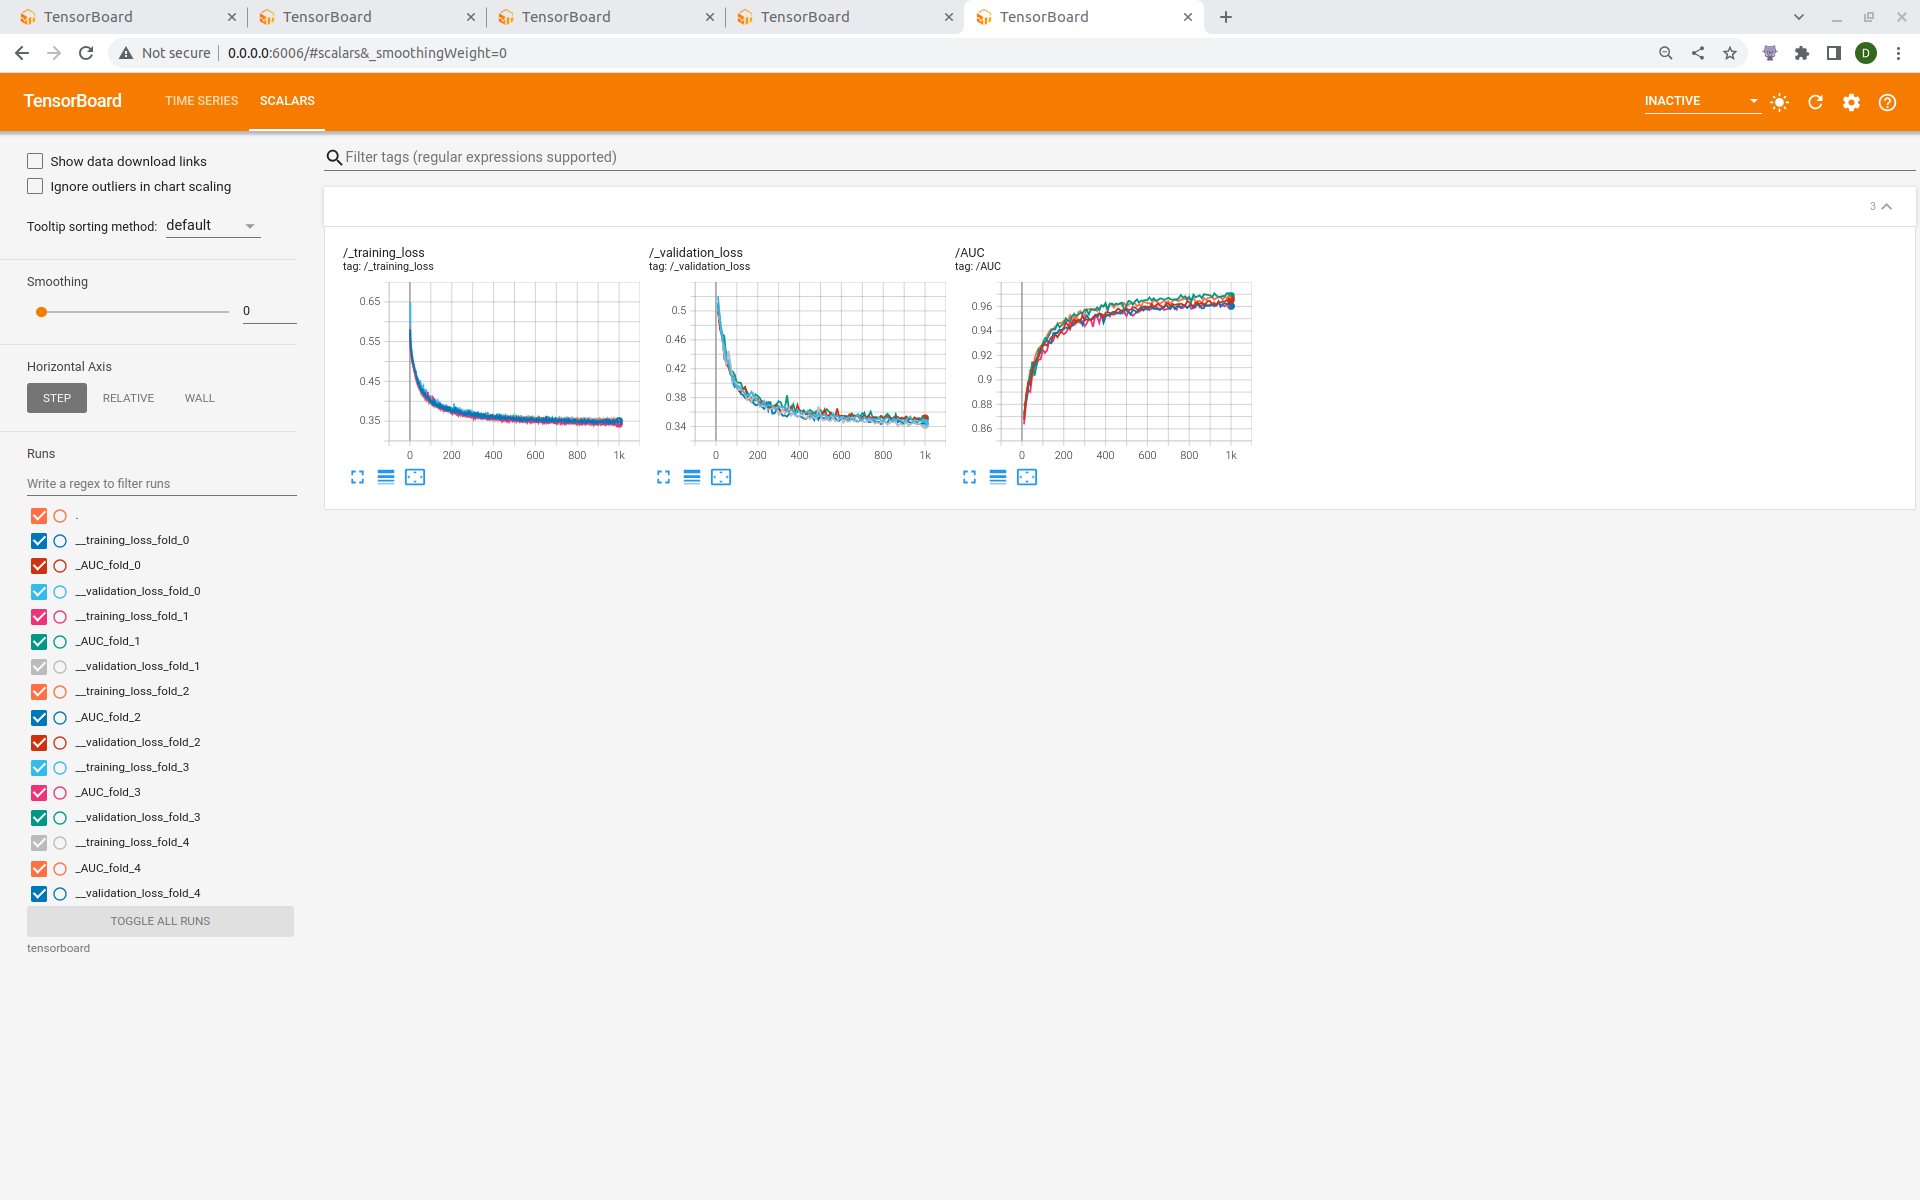 TensorBoard
TensorBoard
TensorBoard
TensorBoard
TensorBoard
Not secure 0.0.0.0:6006/#scalars&_smoothingWeight=0
D
TensorBoard TIME SERIES SCALARS INACTIVE
Show data download links
Ignore outliers in chart scaling
Tooltip sorting method: default
Smoothing
0
Horizontal Axis
STEP RELATIVE WALL
Runs
Write a regex to filter runs
.
__training_loss_fold_0
_AUC_fold_0
__validation_loss_fold_0
__training_loss_fold_1
_AUC_fold_1
__validation_loss_fold_1
__training_loss_fold_2
_AUC_fold_2
__validation_loss_fold_2
__training_loss_fold_3
_AUC_fold_3
__validation_loss_fold_3
__training_loss_fold_4
_AUC_fold_4
__validation_loss_fold_4
TOGGLE ALL RUNS
tensorboard
Filter tags (regular expressions supported)
3
/_training_loss
tag: /_training_loss
0.65
0.55
0.45
0.35
0 200 400 600 800 1k
/_validation_loss
tag: /_validation_loss
0.5
0.46
0.42
0.38
0.34
0 200 400 600 800 1k
/AUC
tag: /AUC
0.96
0.94
0.92
0.9
0.88
0.86
0 200 400 600 800 1k